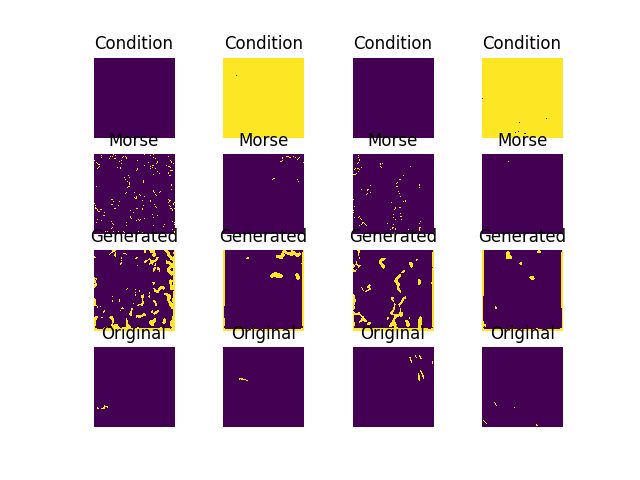 Condition Condition Condition Condition
Morse Morse Morse Morse
Generated Generated Generated Generated
Original Original Original Original